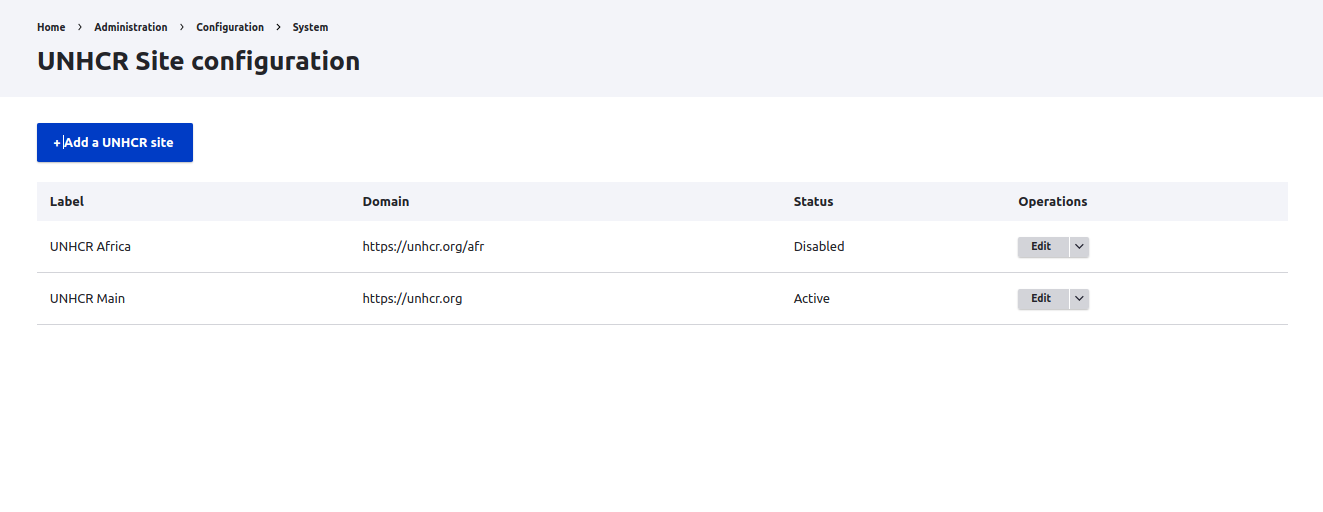 Home > Administration > Configuration > System
UNHCR Site configuration
+ Add a UNHCR site
Label Domain Status Operations
UNHCR Africa https://unhcr.org/afr Disabled Edit
UNHCR Main https://unhcr.org Active Edit